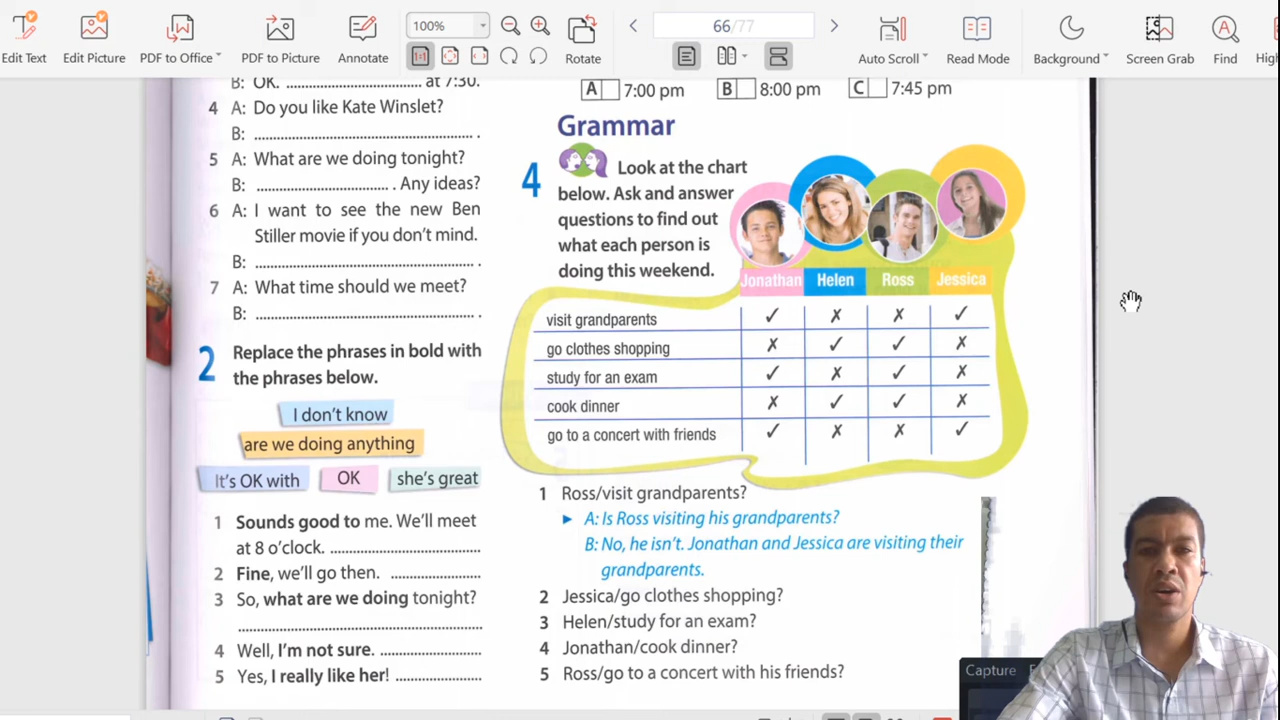 100%
66/77
Edit Text
Edit Picture
PDF to Office
PDF to Picture
Annotate
Rotate
Auto Scroll
Read Mode
Background
Screen Grab
Find
B: OK. ........................................ at 7:30.
4 A: Do you like Kate Winslet?
B: ..................................................... .
5 A: What are we doing tonight?
B: ................................ . Any ideas?
6 A: I want to see the new Ben
Stiller movie if you don't mind.
B: ..................................................... .
7 A: What time should we meet?
B: ..................................................... .
2 Replace the phrases in bold with
the phrases below.
I don't know
are we doing anything
It's OK with
OK
she's great
1 Sounds good to me. We'll meet
at 8 o'clock. .....................................
2 Fine, we'll go then. ......................
3 So, what are we doing tonight?
...........................................................
4 Well, I'm not sure. ........................
5 Yes, I really like her! .....................
A 7:00 pm B 8:00 pm C 7:45 pm
Grammar
4 Look at the chart
below. Ask and answer
questions to find out
what each person is
doing this weekend.
Jonathan Helen Ross Jessica
visit grandparents ✓ ✗ ✗ ✓
go clothes shopping ✗ ✓ ✓ ✗
study for an exam ✓ ✗ ✓ ✗
cook dinner ✗ ✓ ✓ ✗
go to a concert with friends ✓ ✗ ✗ ✓
1 Ross/visit grandparents?
► A: Is Ross visiting his grandparents?
B: No, he isn't. Jonathan and Jessica are visiting their
grandparents.
2 Jessica/go clothes shopping?
3 Helen/study for an exam?
4 Jonathan/cook dinner?
5 Ross/go to a concert with his friends?
Capture